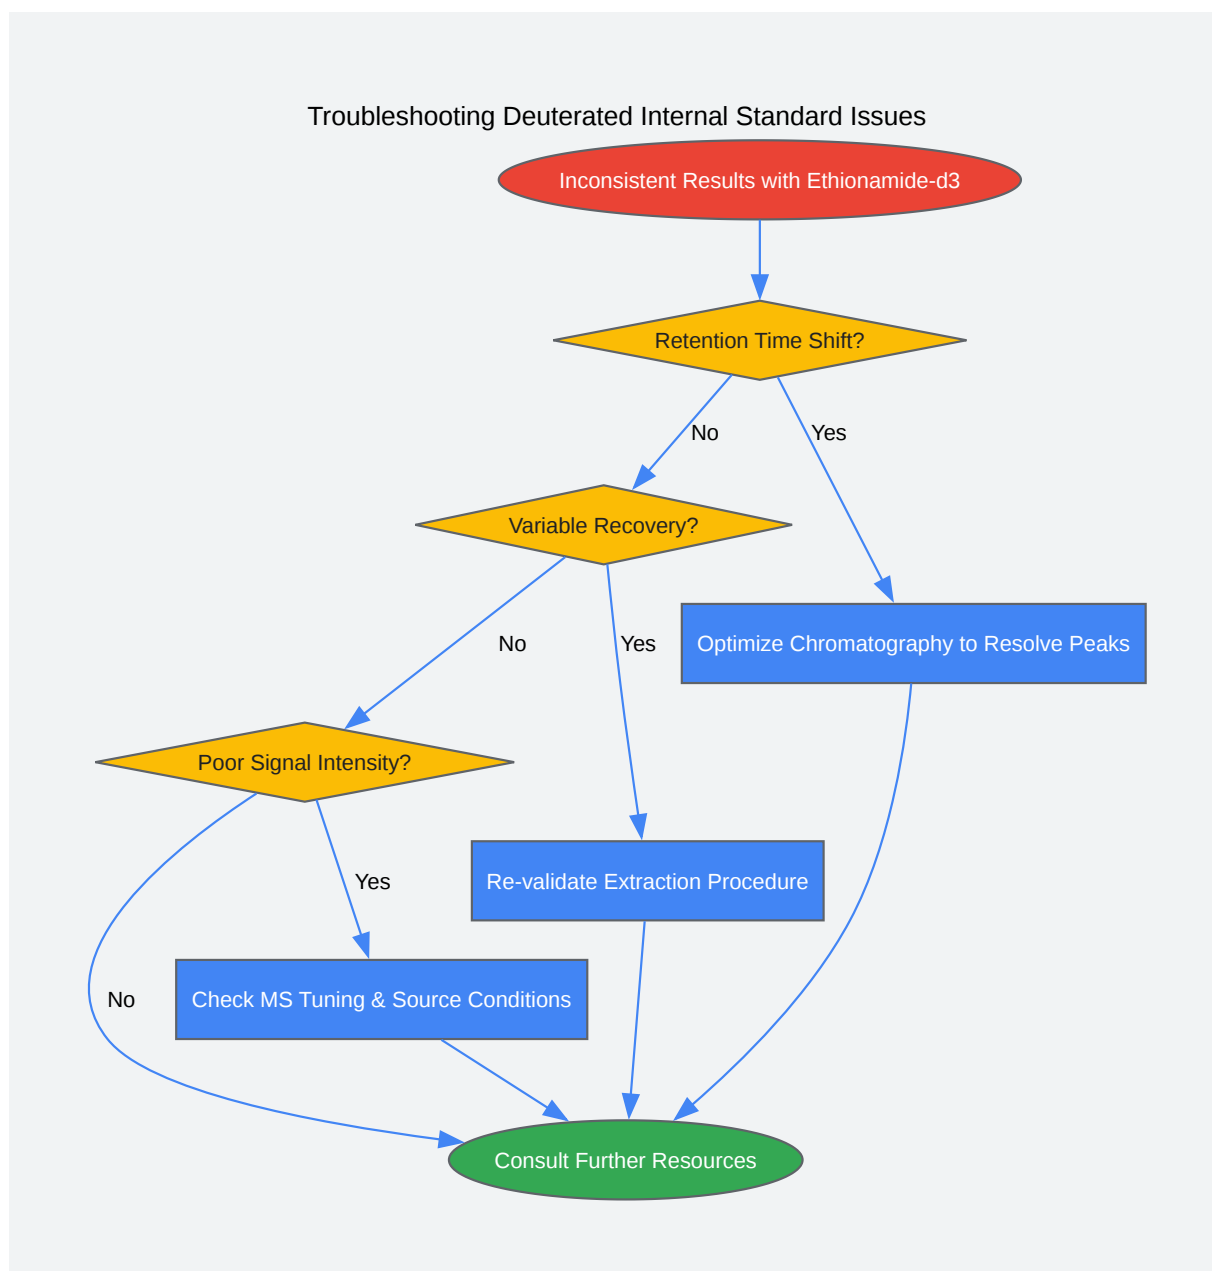 Troubleshooting Deuterated Internal Standard Issues
Inconsistent Results with Ethionamide-d3
Retention Time Shift?
No
Yes
Variable Recovery?
No
Yes
Optimize Chromatography to Resolve Peaks
Poor Signal Intensity?
Yes
Re-validate Extraction Procedure
No
Check MS Tuning & Source Conditions
Consult Further Resources